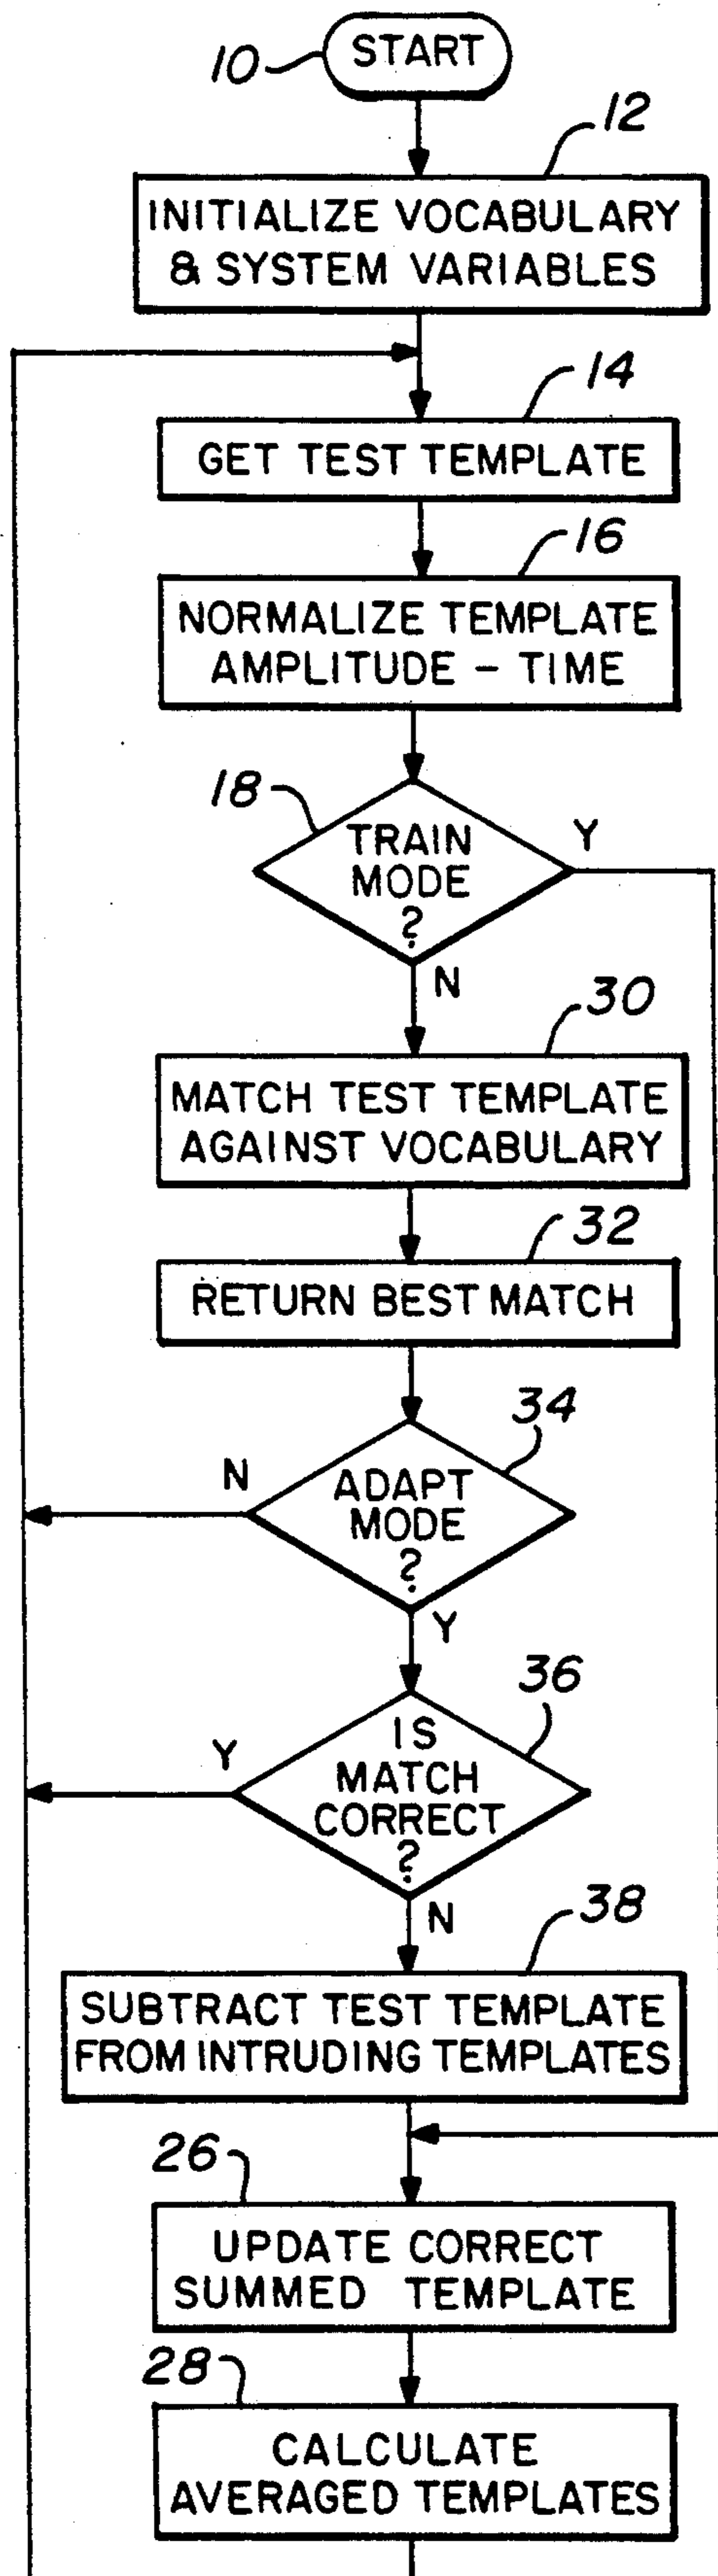 10
START
12
INITIALIZE VOCABULARY
& SYSTEM VARIABLES
14
GET TEST TEMPLATE
16
NORMALIZE TEMPLATE
AMPLITUDE – TIME
18
TRAIN
MODE
?
Y
N
30
MATCH TEST TEMPLATE
AGAINST VOCABULARY
32
RETURN BEST MATCH
34
N
ADAPT
MODE
?
Y
36
Y
IS
MATCH
CORRECT
?
N
38
SUBTRACT TEST TEMPLATE
FROM INTRUDING TEMPLATES
26
UPDATE CORRECT
SUMMED TEMPLATE
28
CALCULATE
AVERAGED TEMPLATES